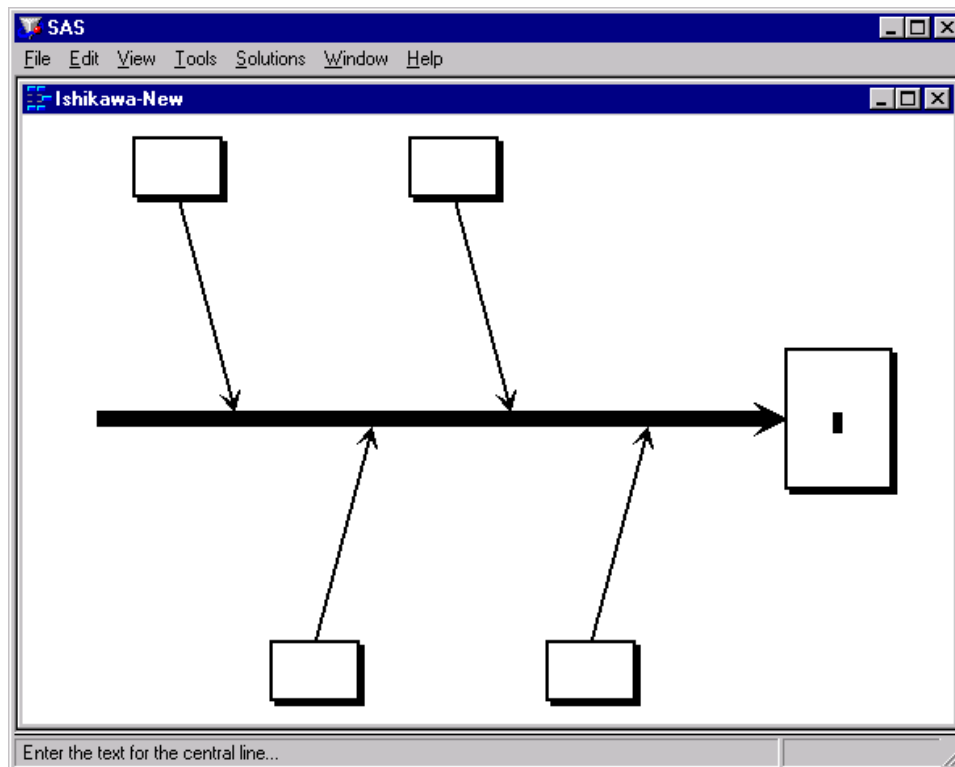 SAS
File Edit View Tools Solutions Window Help
Ishikawa-New
Enter the text for the central line...